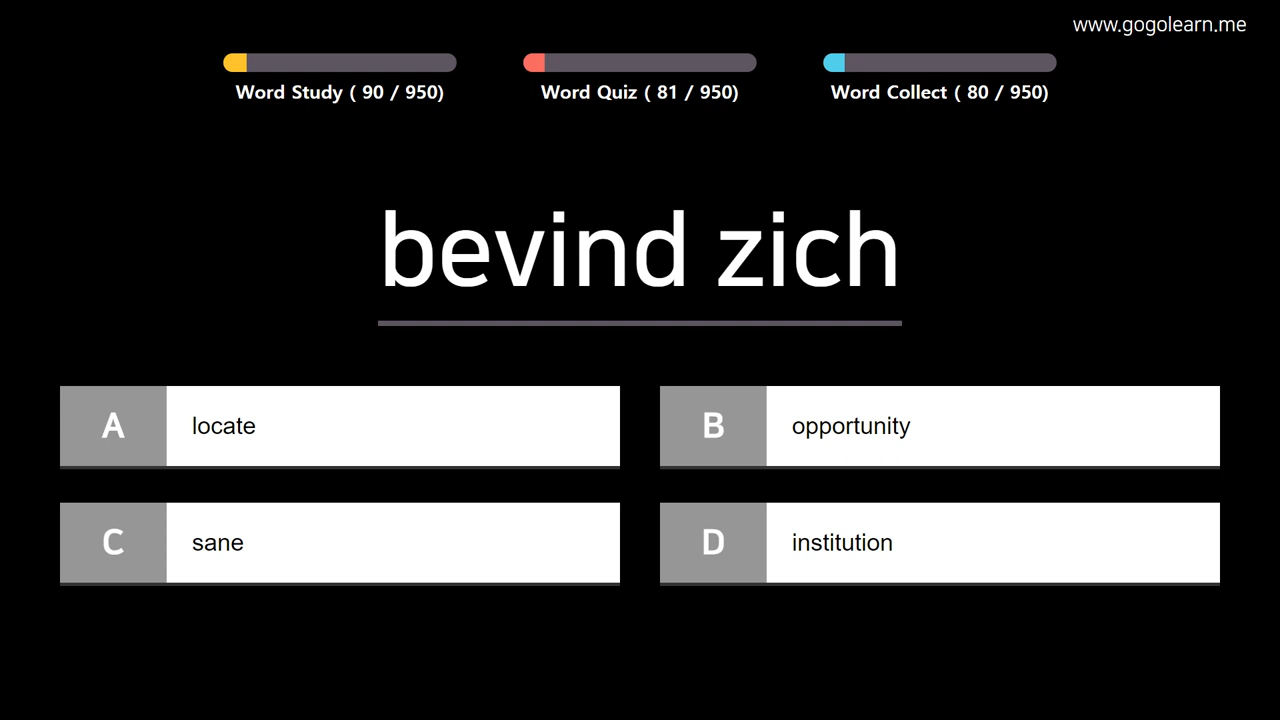 www.gogolearn.me
Word Study ( 90 / 950)
Word Quiz ( 81 / 950)
Word Collect ( 80 / 950)
bevind zich
A locate
B opportunity
C sane
D institution